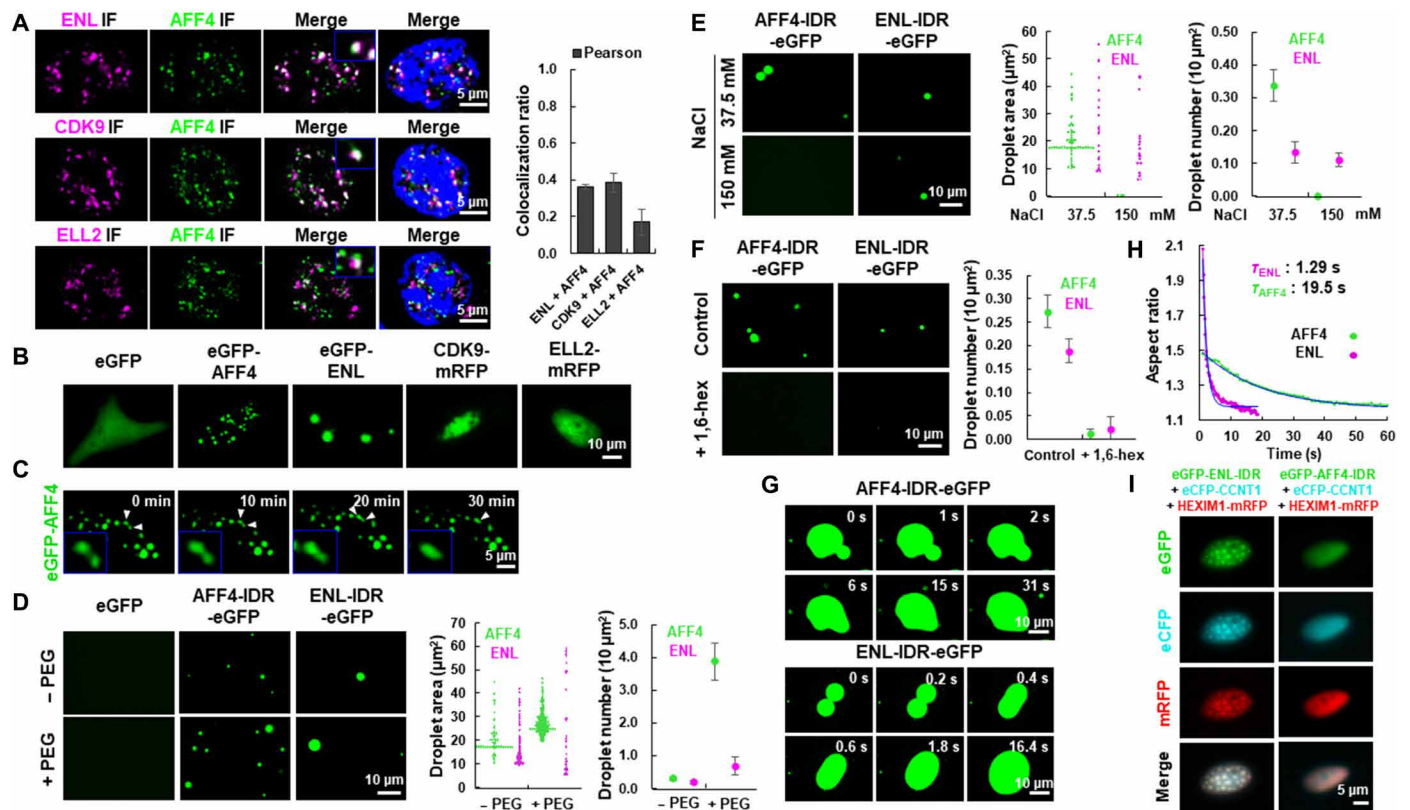 A
ENL IF
AFF4 IF
Merge
Merge
5 µm
CDK9 IF
AFF4 IF
Merge
Merge
5 µm
ELL2 IF
AFF4 IF
Merge
Merge
5 µm
Pearson
Colocalization ratio
1.0
0.8
0.6
0.4
0.2
0
ENL + AFF4
CDK9 + AFF4
ELL2 + AFF4
B
eGFP
eGFP-
AFF4
eGFP-
ENL
CDK9-
mRFP
ELL2-
mRFP
10 µm
C
eGFP-AFF4
0 min
10 min
20 min
30 min
5 µm
D
eGFP
AFF4-IDR
-eGFP
ENL-IDR
-eGFP
– PEG
+ PEG
10 µm
Droplet area (µm²)
70
60
50
40
30
20
10
0
AFF4
ENL
– PEG + PEG
Droplet number (10 µm²)
5.0
4.0
3.0
2.0
1.0
0
AFF4
ENL
– PEG + PEG
E
AFF4-IDR
-eGFP
ENL-IDR
-eGFP
NaCl
37.5 mM
150 mM
10 µm
Droplet area (µm²)
60
50
40
30
20
10
0
AFF4
ENL
NaCl 37.5 150 mM
Droplet number (10 µm²)
0.50
0.40
0.30
0.20
0.10
0.00
AFF4
ENL
NaCl 37.5 150 mM
F
AFF4-IDR
-eGFP
ENL-IDR
-eGFP
Control
+ 1,6-hex
10 µm
Droplet number (10 µm²)
0.35
0.30
0.25
0.20
0.15
0.10
0.05
0.00
AFF4
ENL
Control + 1,6-hex
G
AFF4-IDR-eGFP
0 s
1 s
2 s
6 s
15 s
31 s
10 µm
ENL-IDR-eGFP
0 s
0.2 s
0.4 s
0.6 s
1.8 s
16.4 s
10 µm
H
Aspect ratio
2.1
1.9
1.7
1.5
1.3
1.1
τENL : 1.29 s
τAFF4 : 19.5 s
AFF4
ENL
0 20 40 60
Time (s)
I
eGFP-ENL-IDR
+ eCFP-CCNT1
+ HEXIM1-mRFP
eGFP-AFF4-IDR
+ eCFP-CCNT1
+ HEXIM1-mRFP
eGFP
eCFP
mRFP
Merge
5 µm